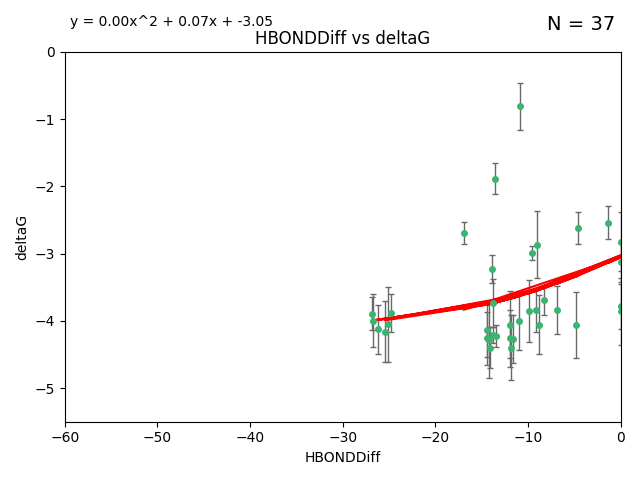 y = 0.00x^2 + 0.07x + -3.05
N = 37
HBONDDiff vs deltaG
0
−1
−2
−3
−4
−5
deltaG
−60
−50
−40
−30
−20
−10
0
HBONDDiff